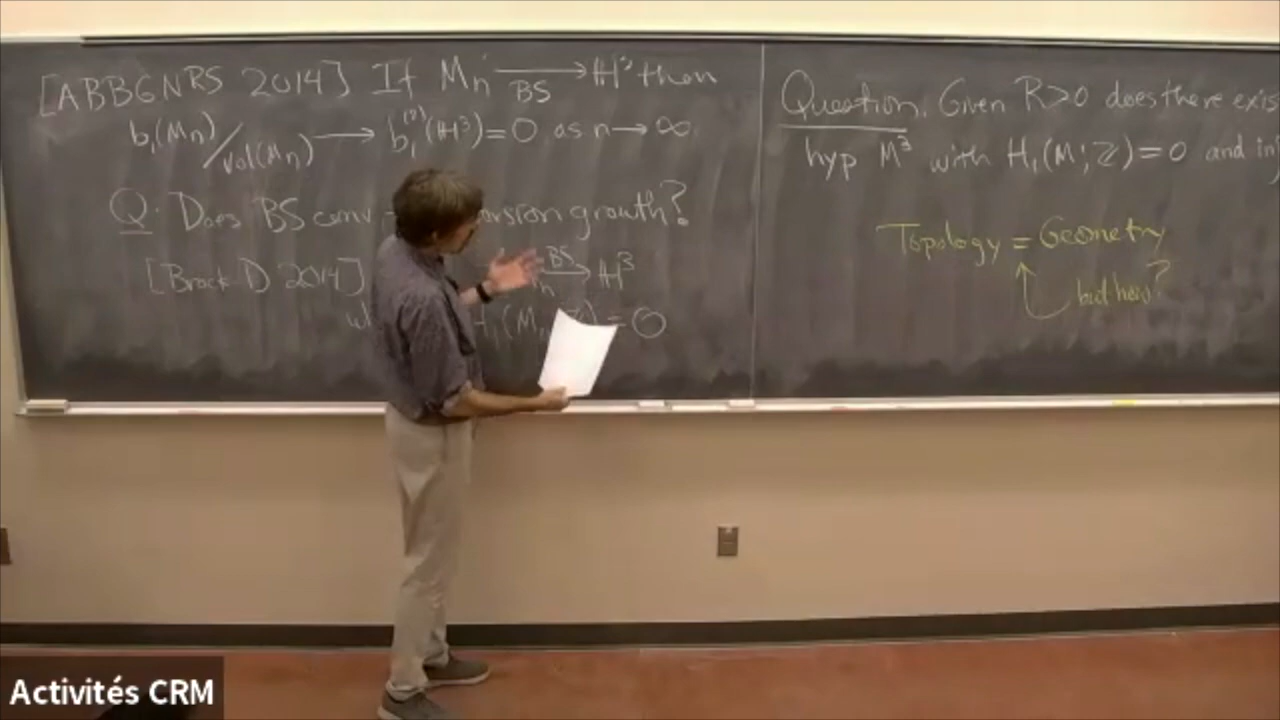 [ABBGNRS 2014] If Mn ⟶BS ℍ³ then
b₁(Mn)/vol(Mn) ⟶ b₁⁽²⁾(ℍ³) = 0 as n → ∞.
Q. Does BS conv orsion growth?
[Brock-D 2014] n ⟶BS ℍ³
H₁(M ℤ) = 0
Question. Given R>0 does there exis
hyp M³ with H₁(M; ℤ) = 0 and inj
Topology = Geometry
but how?
Activités CRM